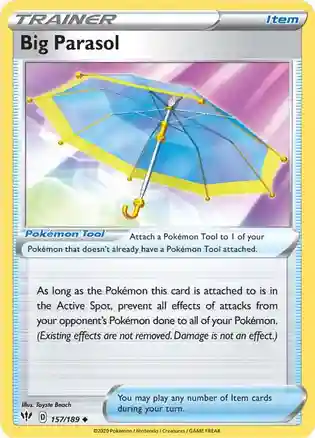 TRAINER Item
Big Parasol
Pokémon Tool Attach a Pokémon Tool to 1 of your
Pokémon that doesn't already have a Pokémon Tool attached.
As long as the Pokémon this card is attached to is in
the Active Spot, prevent all effects of attacks from
your opponent's Pokémon done to all of your Pokémon.
(Existing effects are not removed. Damage is not an effect.)
Illus. Toyste Beach
D 157/189
You may play any number of Item cards
during your turn.
©2020 Pokémon / Nintendo / Creatures / GAME FREAK